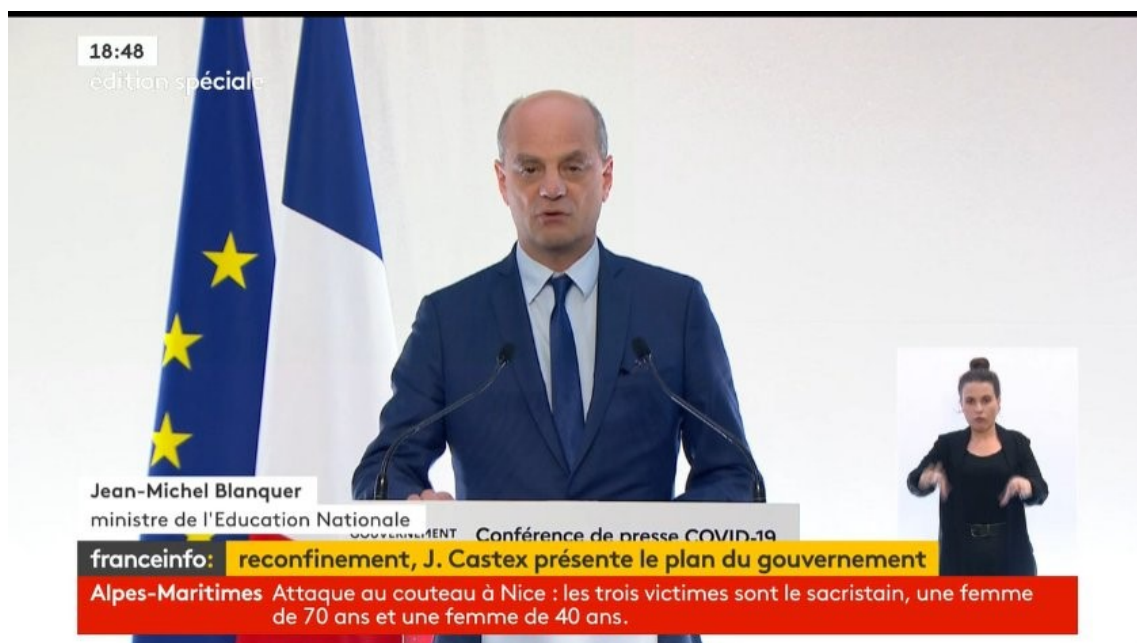 18:48
édition spéciale
Jean-Michel Blanquer
ministre de l'Education Nationale
GOUVERNEMENT Conférence de presse COVID-19
franceinfo: reconfinement, J. Castex présente le plan du gouvernement
Alpes-Maritimes Attaque au couteau à Nice : les trois victimes sont le sacristain, une femme
de 70 ans et une femme de 40 ans.